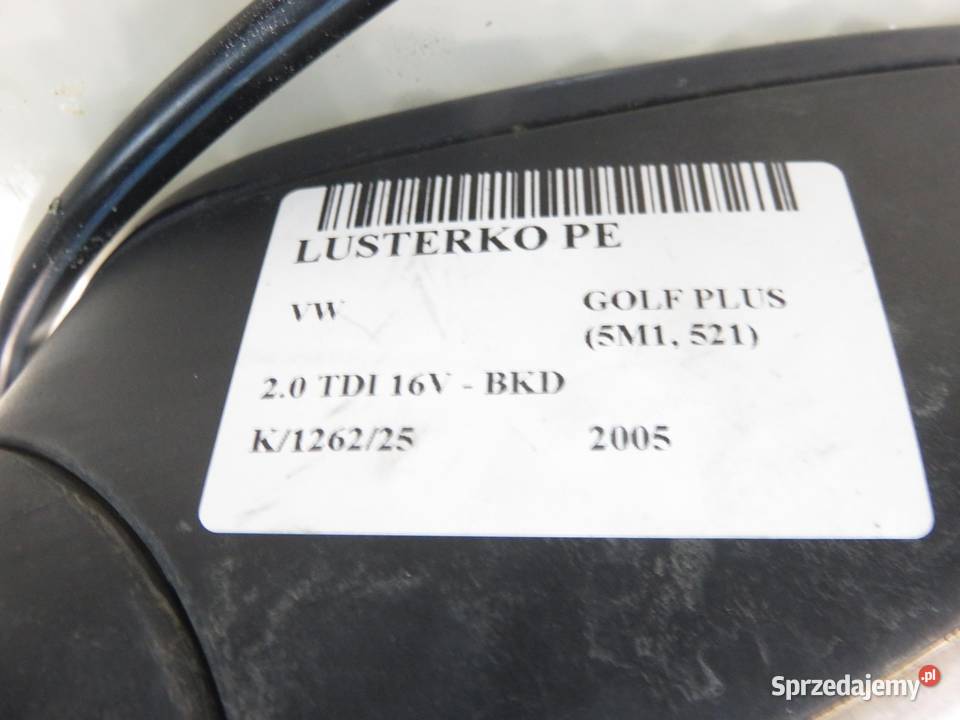 LUSTERKO PE
VW GOLF PLUS
(5M1, 521)
2.0 TDI 16V - BKD
K/1262/25 2005
Sprzedajemy.pl